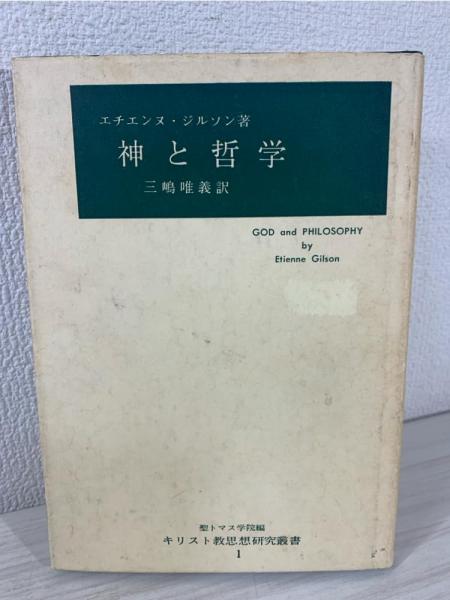 エチエンヌ・ジルソン著
神と哲学
三嶋唯義訳
GOD and PHILOSOPHY
by
Etienne Gilson
聖トマス学院編
キリスト教思想研究叢書
1